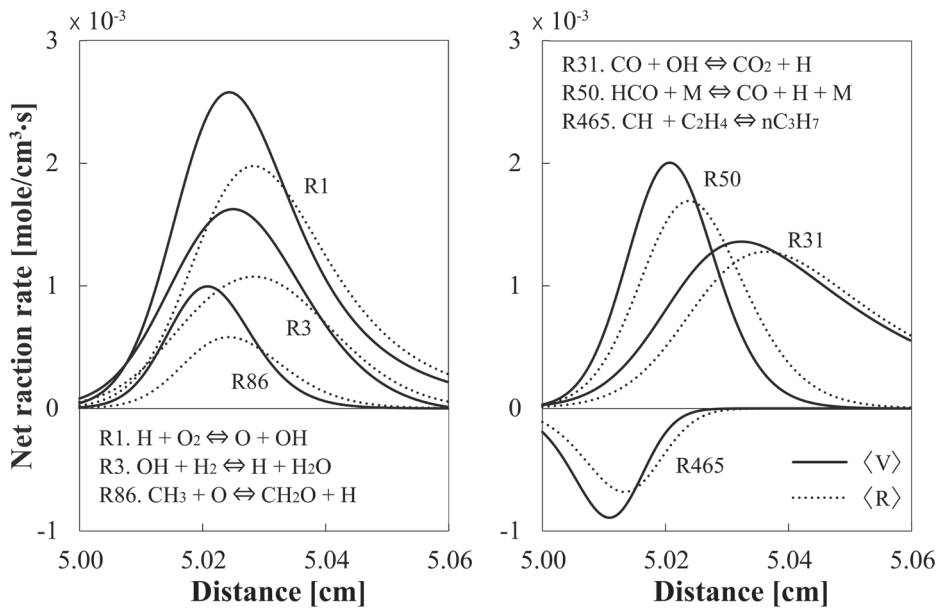 × 10⁻³
3
2
1
0
-1
Net raction rate [mole/cm³·s]
R1
R3
R86
R1. H + O₂ ⇔ O + OH
R3. OH + H₂ ⇔ H + H₂O
R86. CH₃ + O ⇔ CH₂O + H
5.00 5.02 5.04 5.06
Distance [cm]
× 10⁻³
3
2
1
0
-1
R31. CO + OH ⇔ CO₂ + H
R50. HCO + M ⇔ CO + H + M
R465. CH + C₂H₄ ⇔ nC₃H₇
R50
R31
R465
⟨V⟩
⟨R⟩
5.00 5.02 5.04 5.06
Distance [cm]